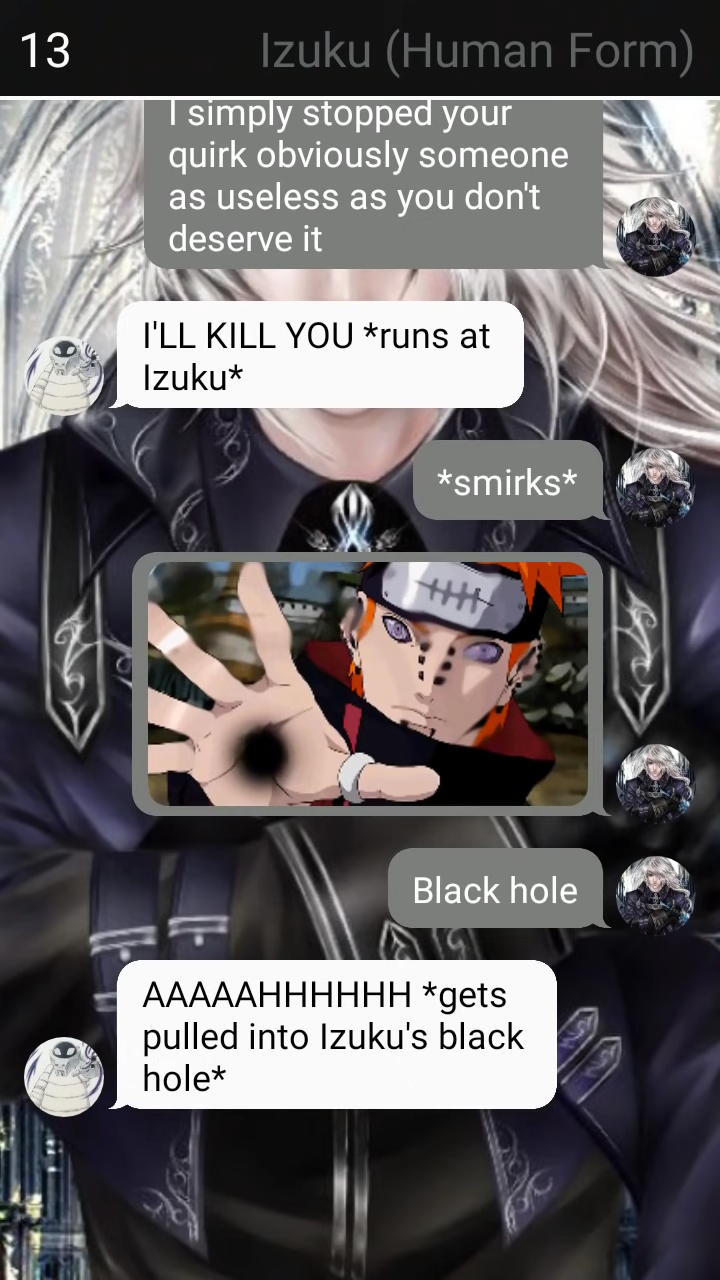 13
Izuku (Human Form)
I simply stopped your
quirk obviously someone
as useless as you don't
deserve it
I'LL KILL YOU *runs at
Izuku*
*smirks*
Black hole
AAAAAHHHHHH *gets
pulled into Izuku's black
hole*